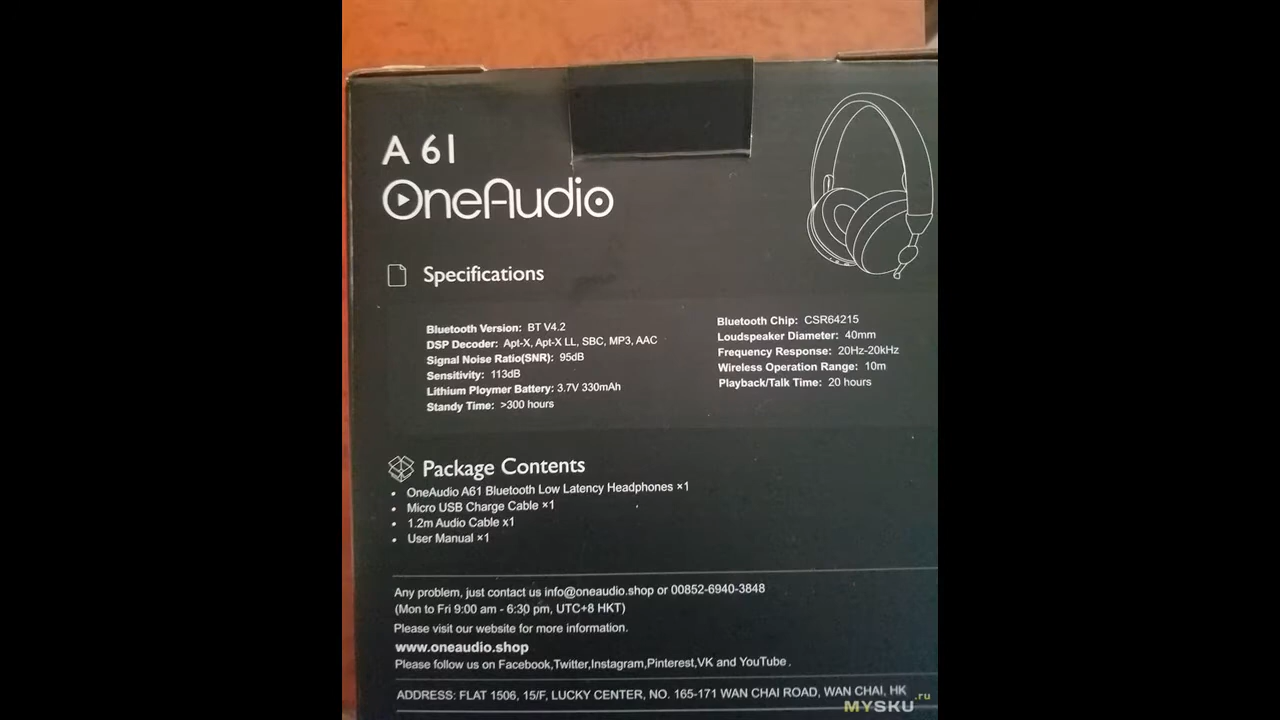 A 61
OneAudio
Specifications
Bluetooth Version: BT V4.2
DSP Decoder: Apt-X, Apt-X LL, SBC, MP3, AAC
Signal Noise Ratio(SNR): 95dB
Sensitivity: 113dB
Lithium Ploymer Battery: 3.7V 330mAh
Standy Time: >300 hours
Bluetooth Chip: CSR64215
Loudspeaker Diameter: 40mm
Frequency Response: 20Hz-20kHz
Wireless Operation Range: 10m
Playback/Talk Time: 20 hours
Package Contents
• OneAudio A61 Bluetooth Low Latency Headphones ×1
• Micro USB Charge Cable ×1
• 1.2m Audio Cable x1
• User Manual ×1
Any problem, just contact us info@oneaudio.shop or 00852-6940-3848
(Mon to Fri 9:00 am - 6:30 pm, UTC+8 HKT)
Please visit our website for more information.
www.oneaudio.shop
Please follow us on Facebook,Twitter,Instagram,Pinterest,VK and YouTube .
ADDRESS: FLAT 1506, 15/F, LUCKY CENTER, NO. 165-171 WAN CHAI ROAD, WAN CHAI, HK
MYSKU.ru